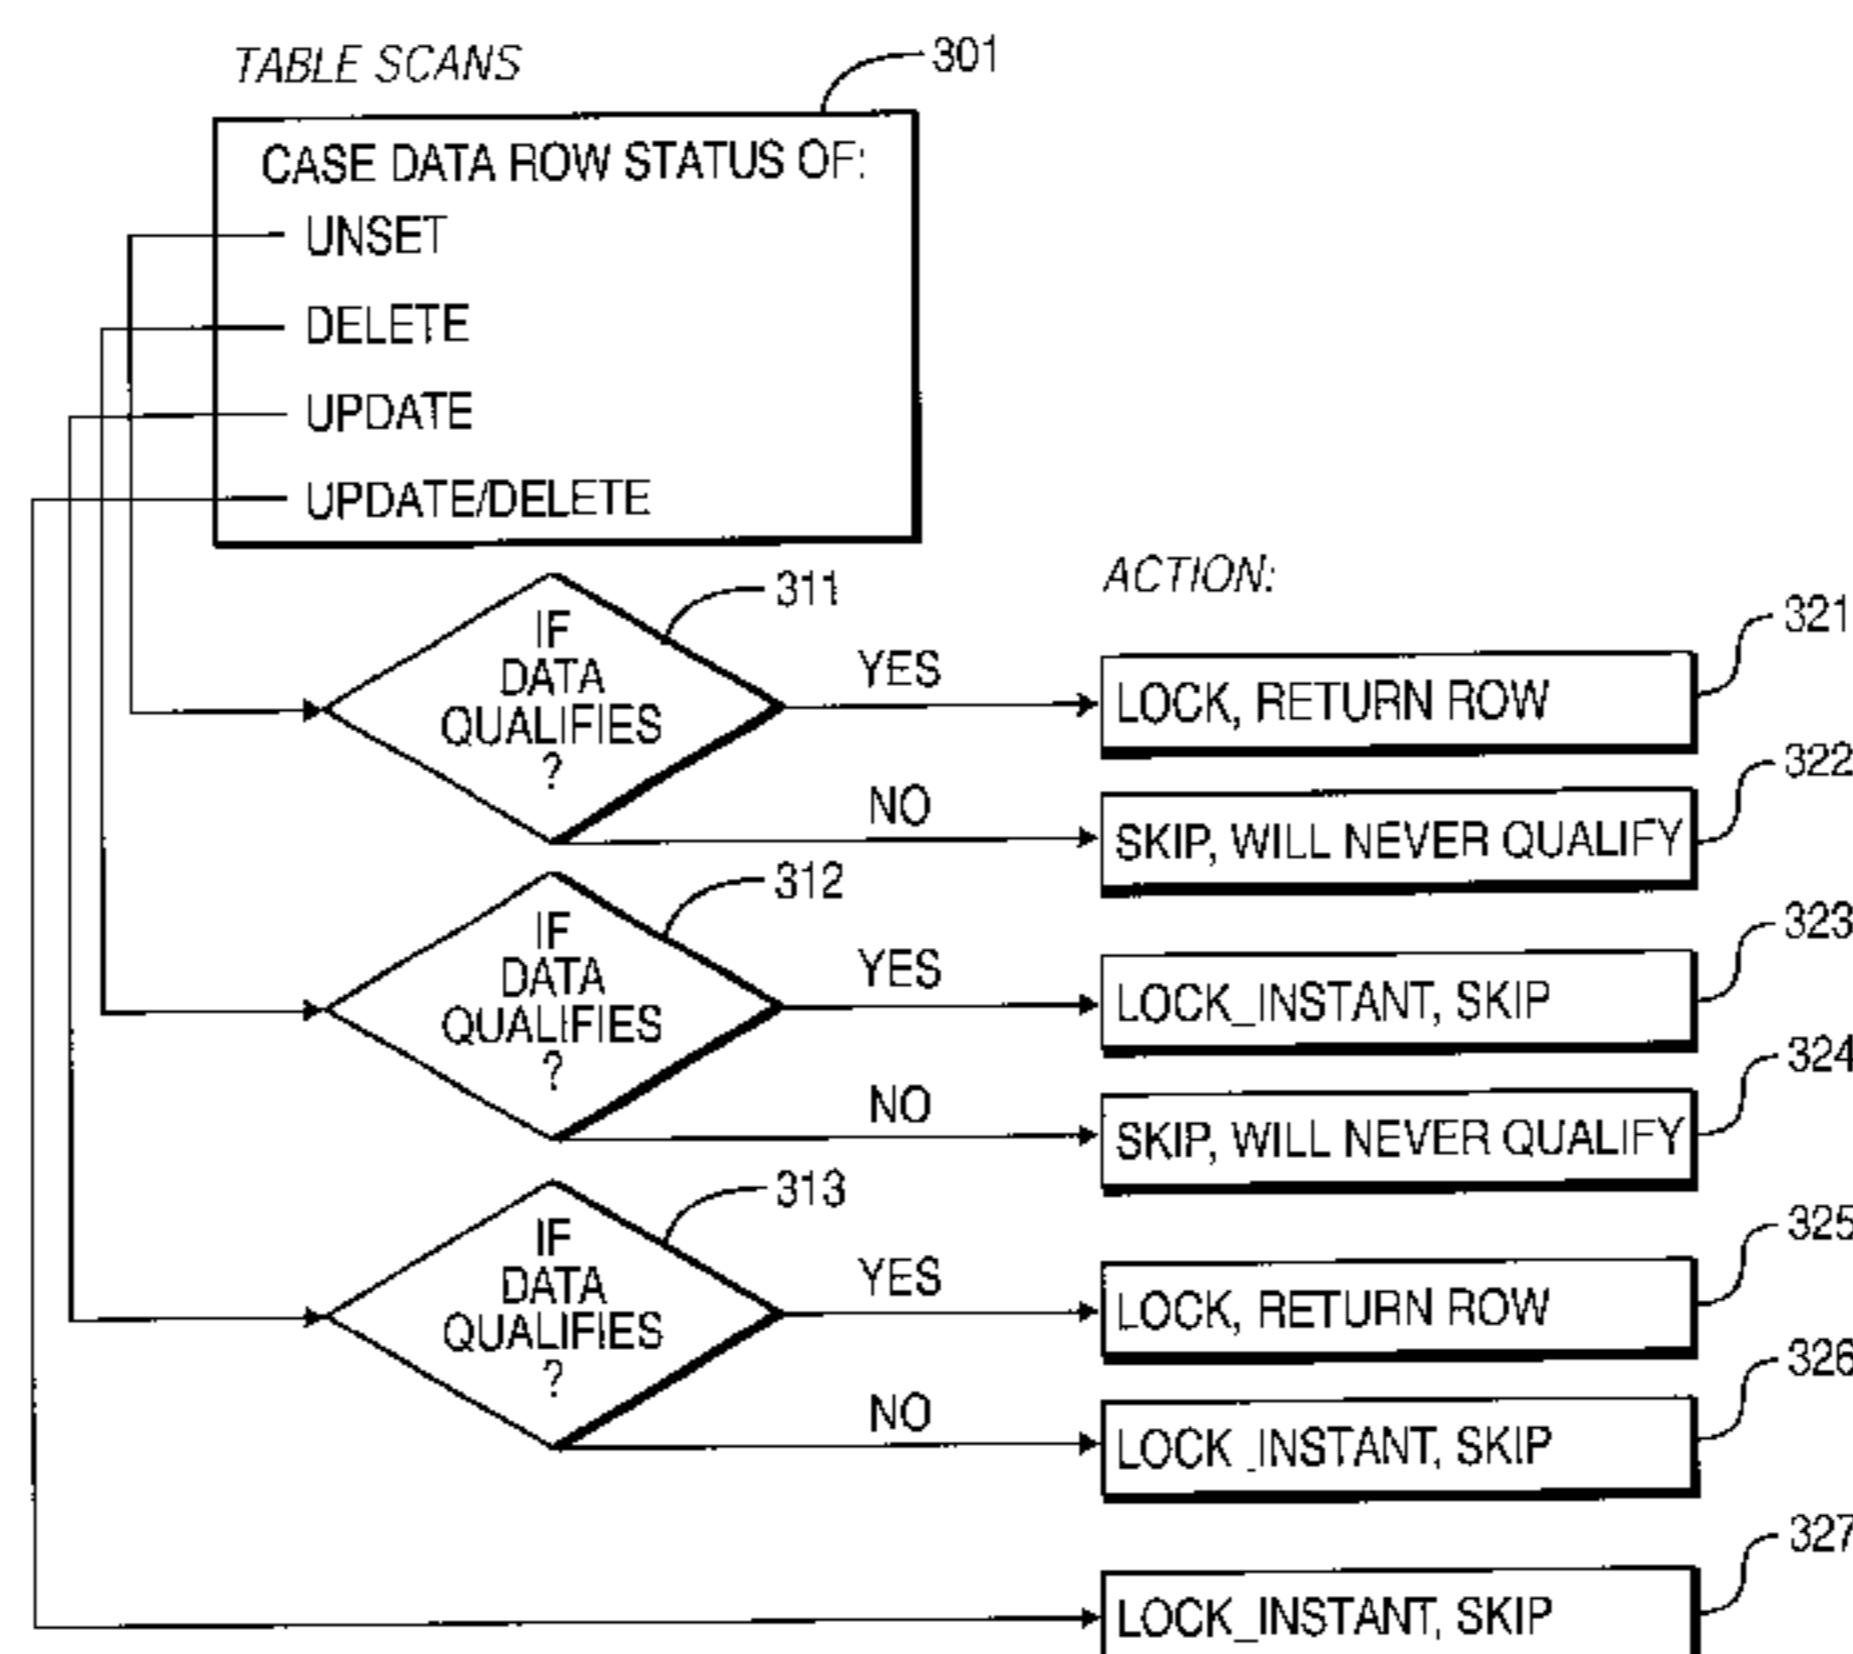 TABLE SCANS
301
CASE DATA ROW STATUS OF:
UNSET
DELETE
UPDATE
UPDATE/DELETE
ACTION:
IF
DATA
QUALIFIES
?
311
YES
LOCK, RETURN ROW
321
NO
SKIP, WILL NEVER QUALIFY
322
IF
DATA
QUALIFIES
?
312
YES
LOCK_INSTANT, SKIP
323
NO
SKIP, WILL NEVER QUALIFY
324
IF
DATA
QUALIFIES
?
313
YES
LOCK, RETURN ROW
325
NO
LOCK_INSTANT, SKIP
326
LOCK_INSTANT, SKIP
327